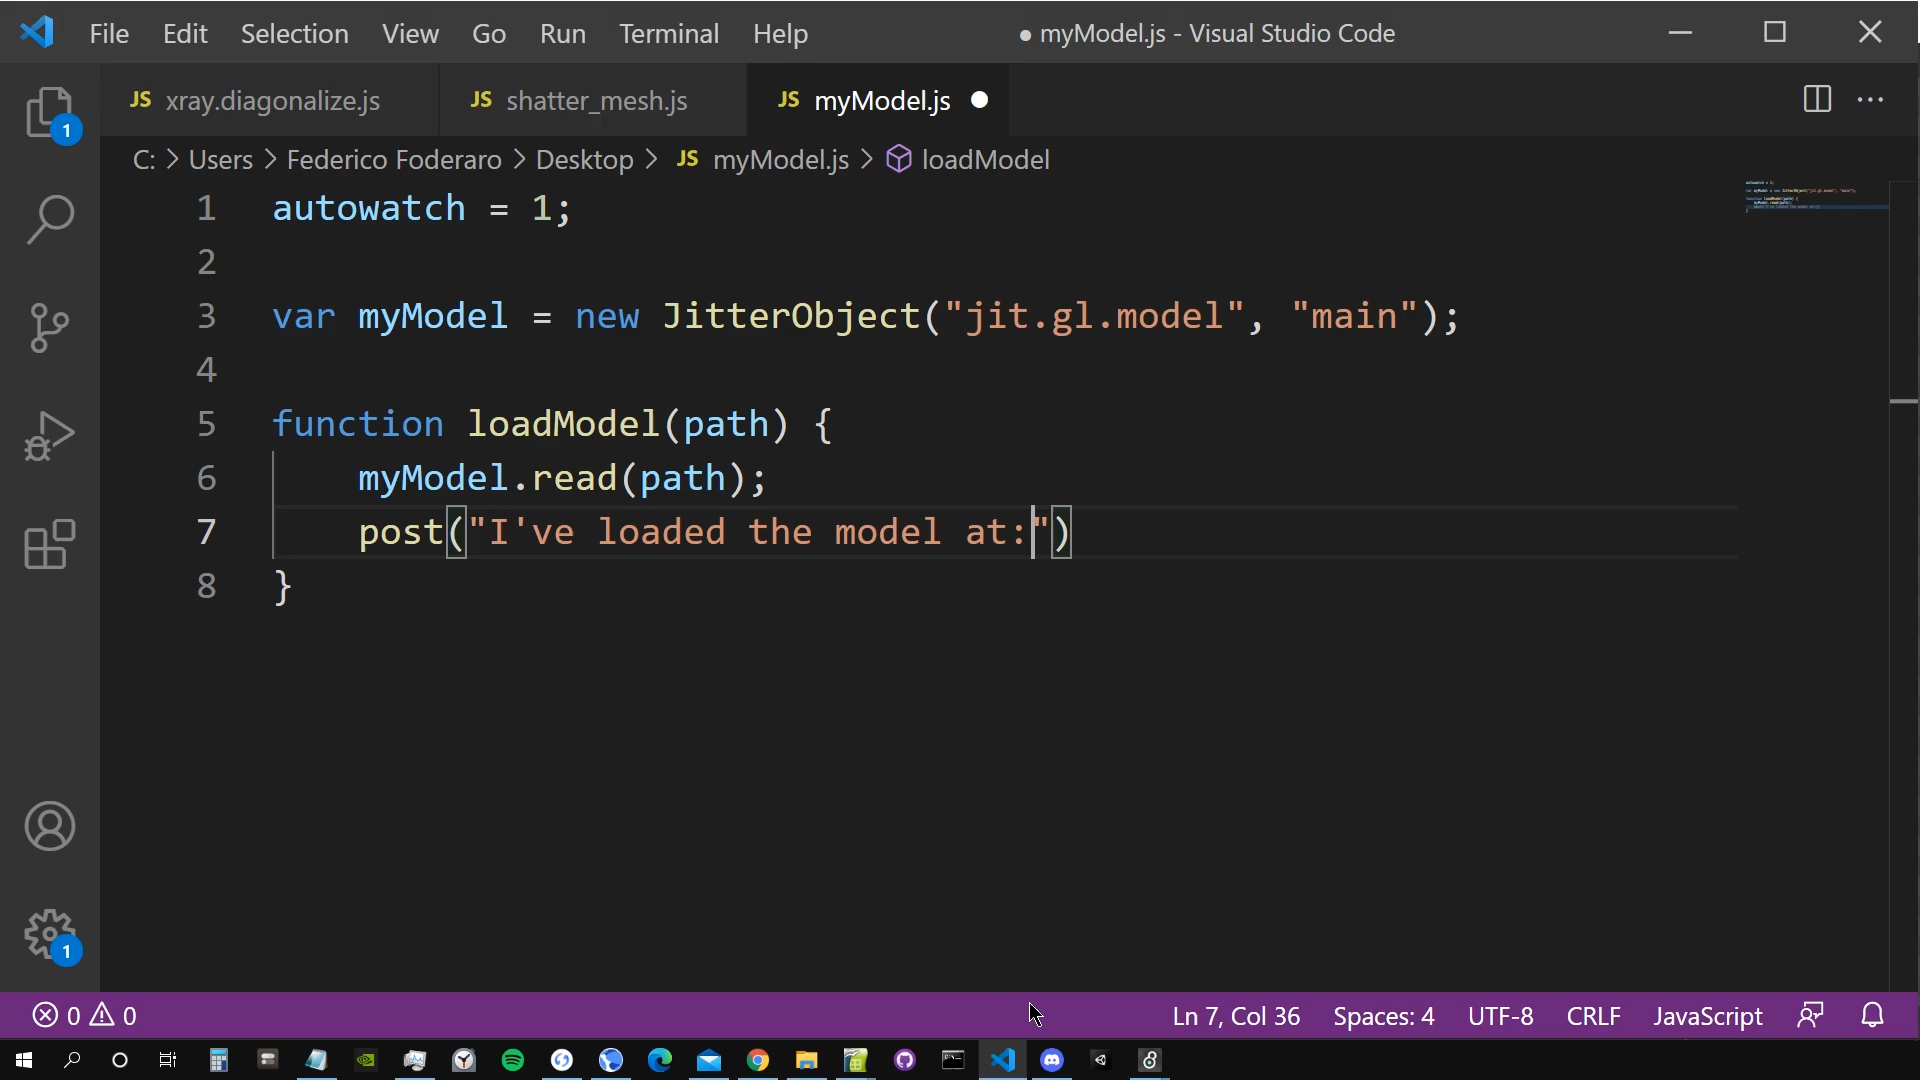 File Edit Selection View Go Run Terminal Help ● myModel.js - Visual Studio Code
JS xray.diagonalize.js JS shatter_mesh.js JS myModel.js ●
C: > Users > Federico Foderaro > Desktop > JS myModel.js > loadModel
1 autowatch = 1;
2
3 var myModel = new JitterObject("jit.gl.model", "main");
4
5 function loadModel(path) {
6 myModel.read(path);
7 post("I've loaded the model at:")
8 }
1
1
0 0 Ln 7, Col 36 Spaces: 4 UTF-8 CRLF JavaScript